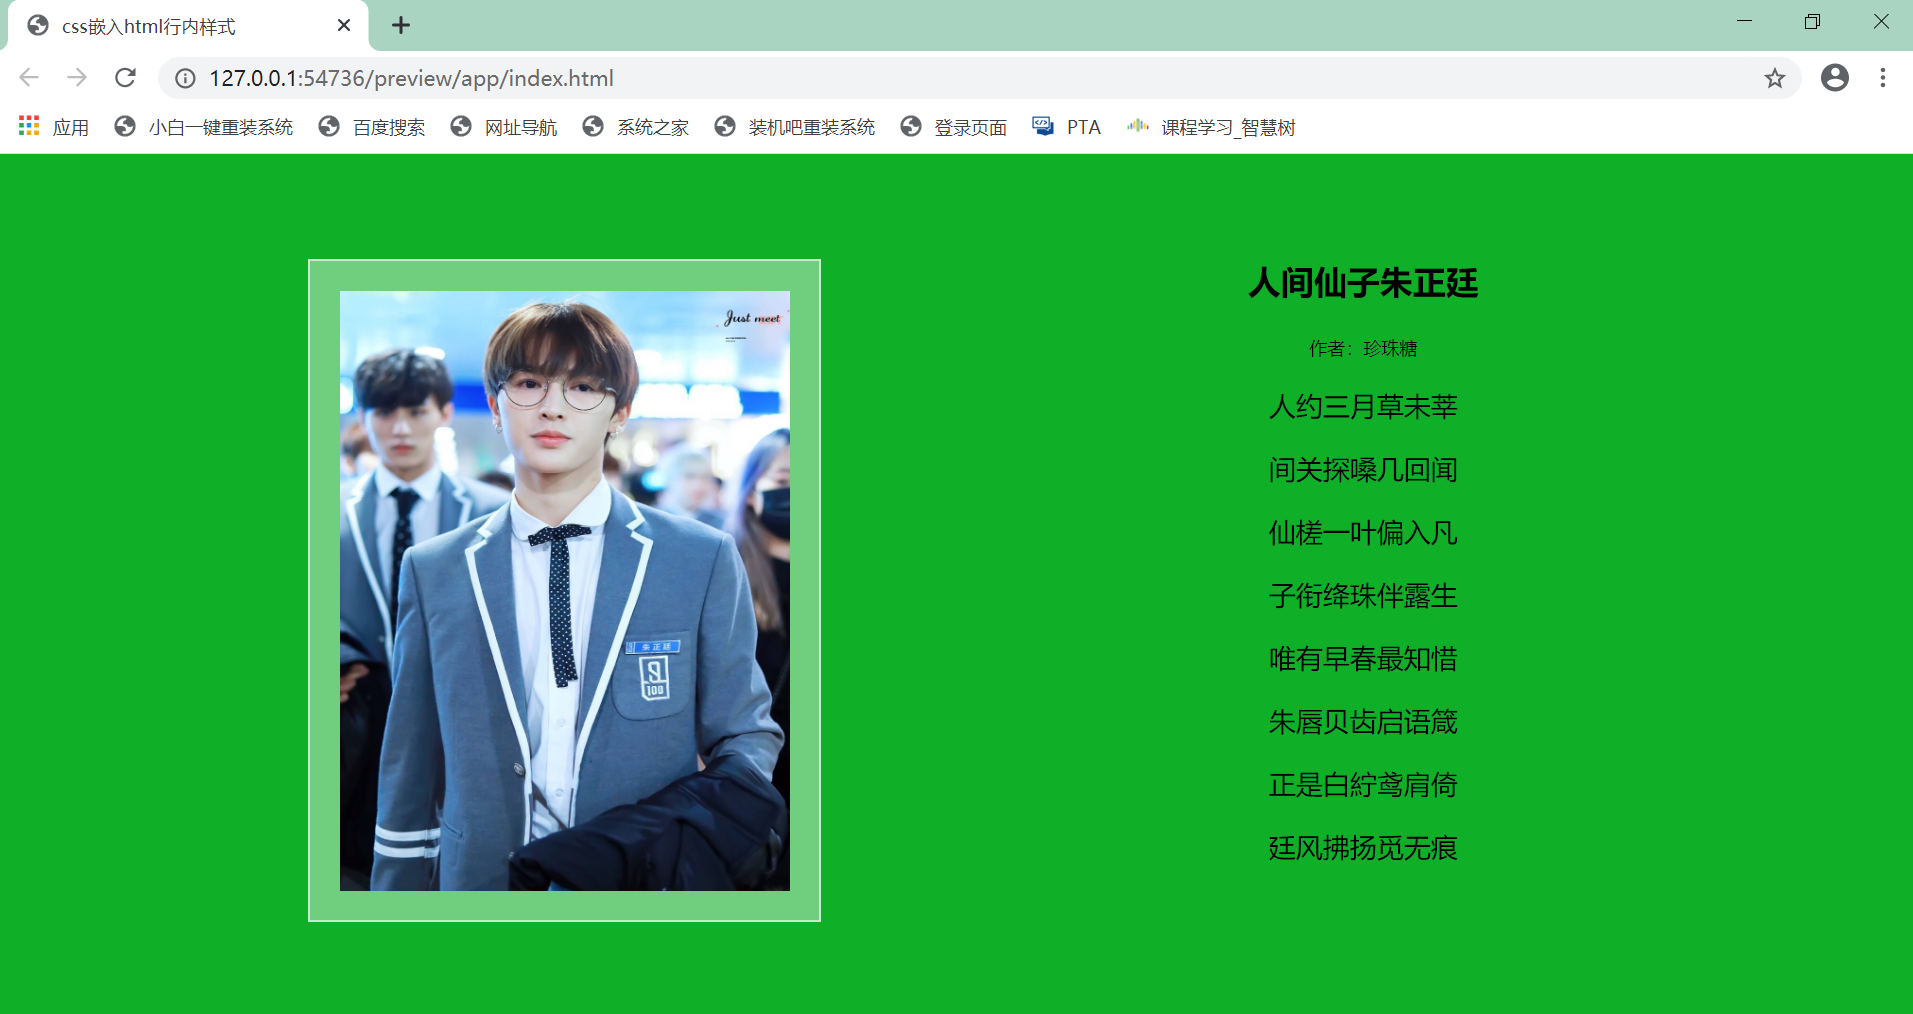 css嵌入html行内样式
127.0.0.1:54736/preview/app/index.html
应用 小白一键重装系统 百度搜索 网址导航 系统之家 装机吧重装系统 登录页面 PTA 课程学习_智慧树
Just meet
朱正廷
100
人间仙子朱正廷
作者：珍珠糖
人约三月草未莘
间关探嗓几回闻
仙槎一叶偏入凡
子衔绛珠伴露生
唯有早春最知惜
朱唇贝齿启语箴
正是白紵鸢肩倚
廷风拂扬觅无痕